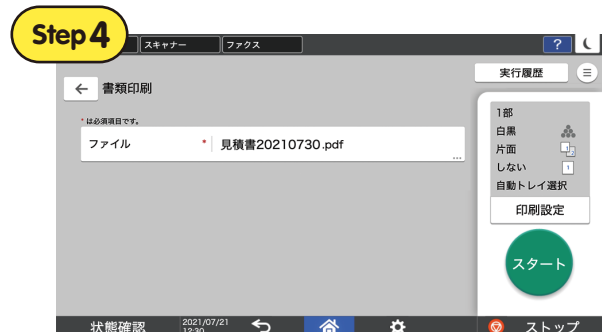 Step4
スキャナー
ファクス
?
書類印刷
実行履歴
* は必須項目です。
ファイル * 見積書20210730.pdf
...
1部
白黒
片面
しない
自動トレイ選択
印刷設定
スタート
状態確認
2021/07/21
12:30
ストップ